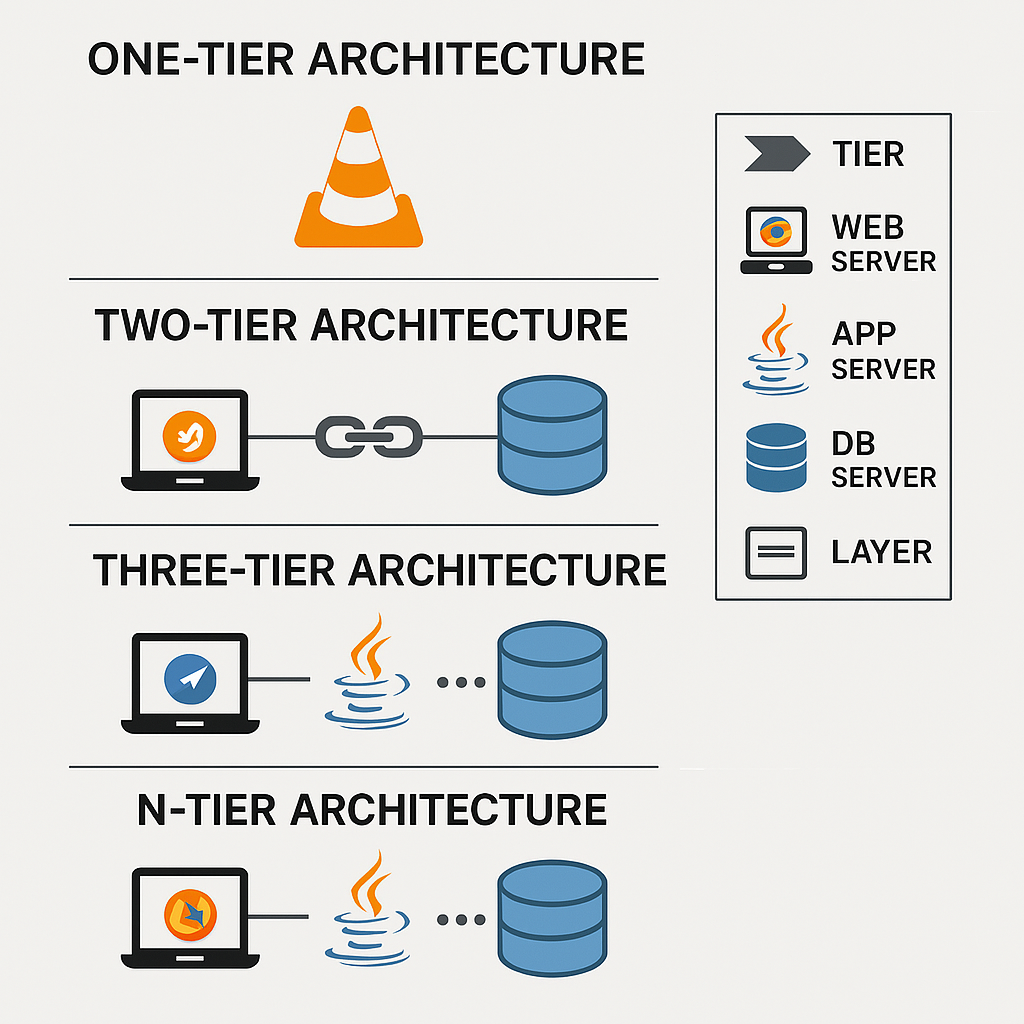 ONE-TIER ARCHITECTURE
TWO-TIER ARCHITECTURE
THREE-TIER ARCHITECTURE
N-TIER ARCHITECTURE
TIER
WEB
SERVER
APP
SERVER
DB
SERVER
LAYER